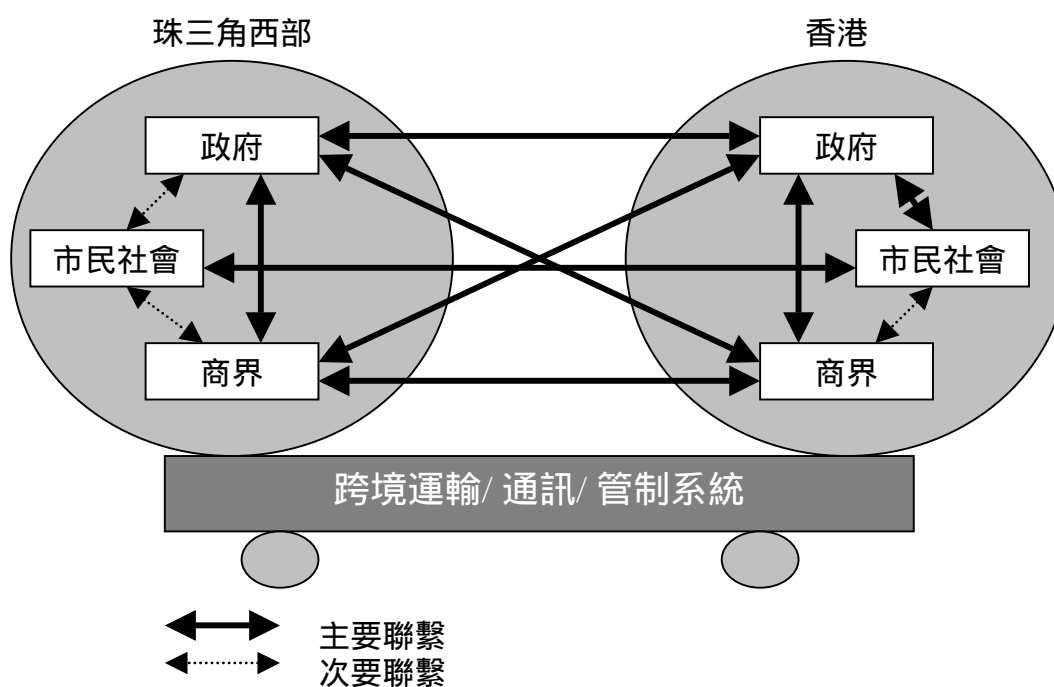 珠三角西部
香港
政府
政府
市民社會
市民社會
商界
商界
跨境運輸/ 通訊/ 管制系統
主要聯繫
次要聯繫